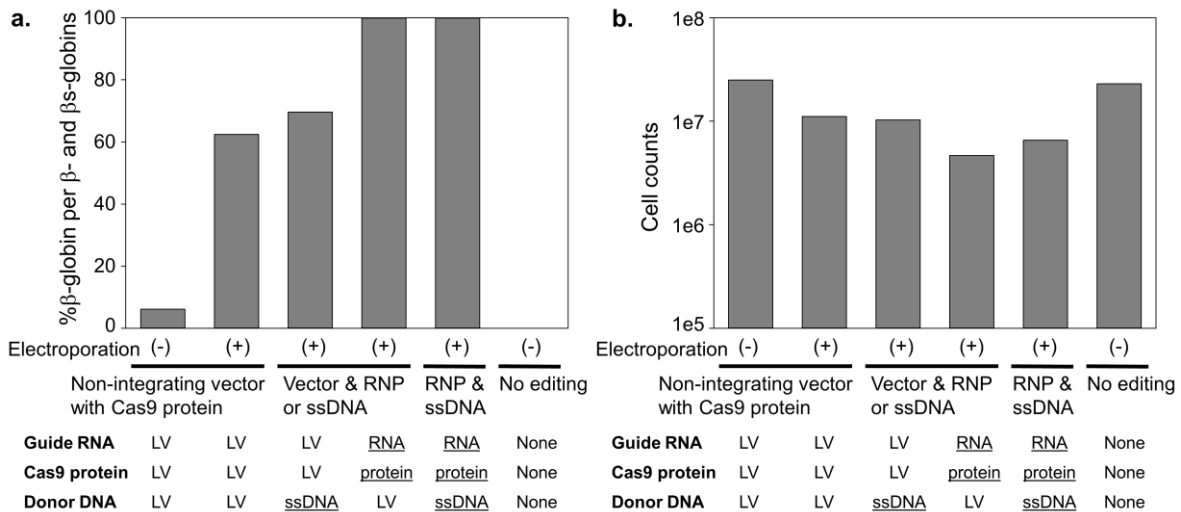 a.
%β-globin per β- and βs-globins
100
80
60
40
20
0
Electroporation (-) (+) (+) (+) (+) (-)
Non-integrating vector with Cas9 protein
Vector & RNP or ssDNA
RNP & ssDNA
No editing
Guide RNA LV LV LV RNA RNA None
Cas9 protein LV LV LV protein protein None
Donor DNA LV LV ssDNA LV ssDNA None
b.
Cell counts
1e8
1e7
1e6
1e5
Electroporation (-) (+) (+) (+) (+) (-)
Non-integrating vector with Cas9 protein
Vector & RNP or ssDNA
RNP & ssDNA
No editing
Guide RNA LV LV LV RNA RNA None
Cas9 protein LV LV LV protein protein None
Donor DNA LV LV ssDNA LV ssDNA None